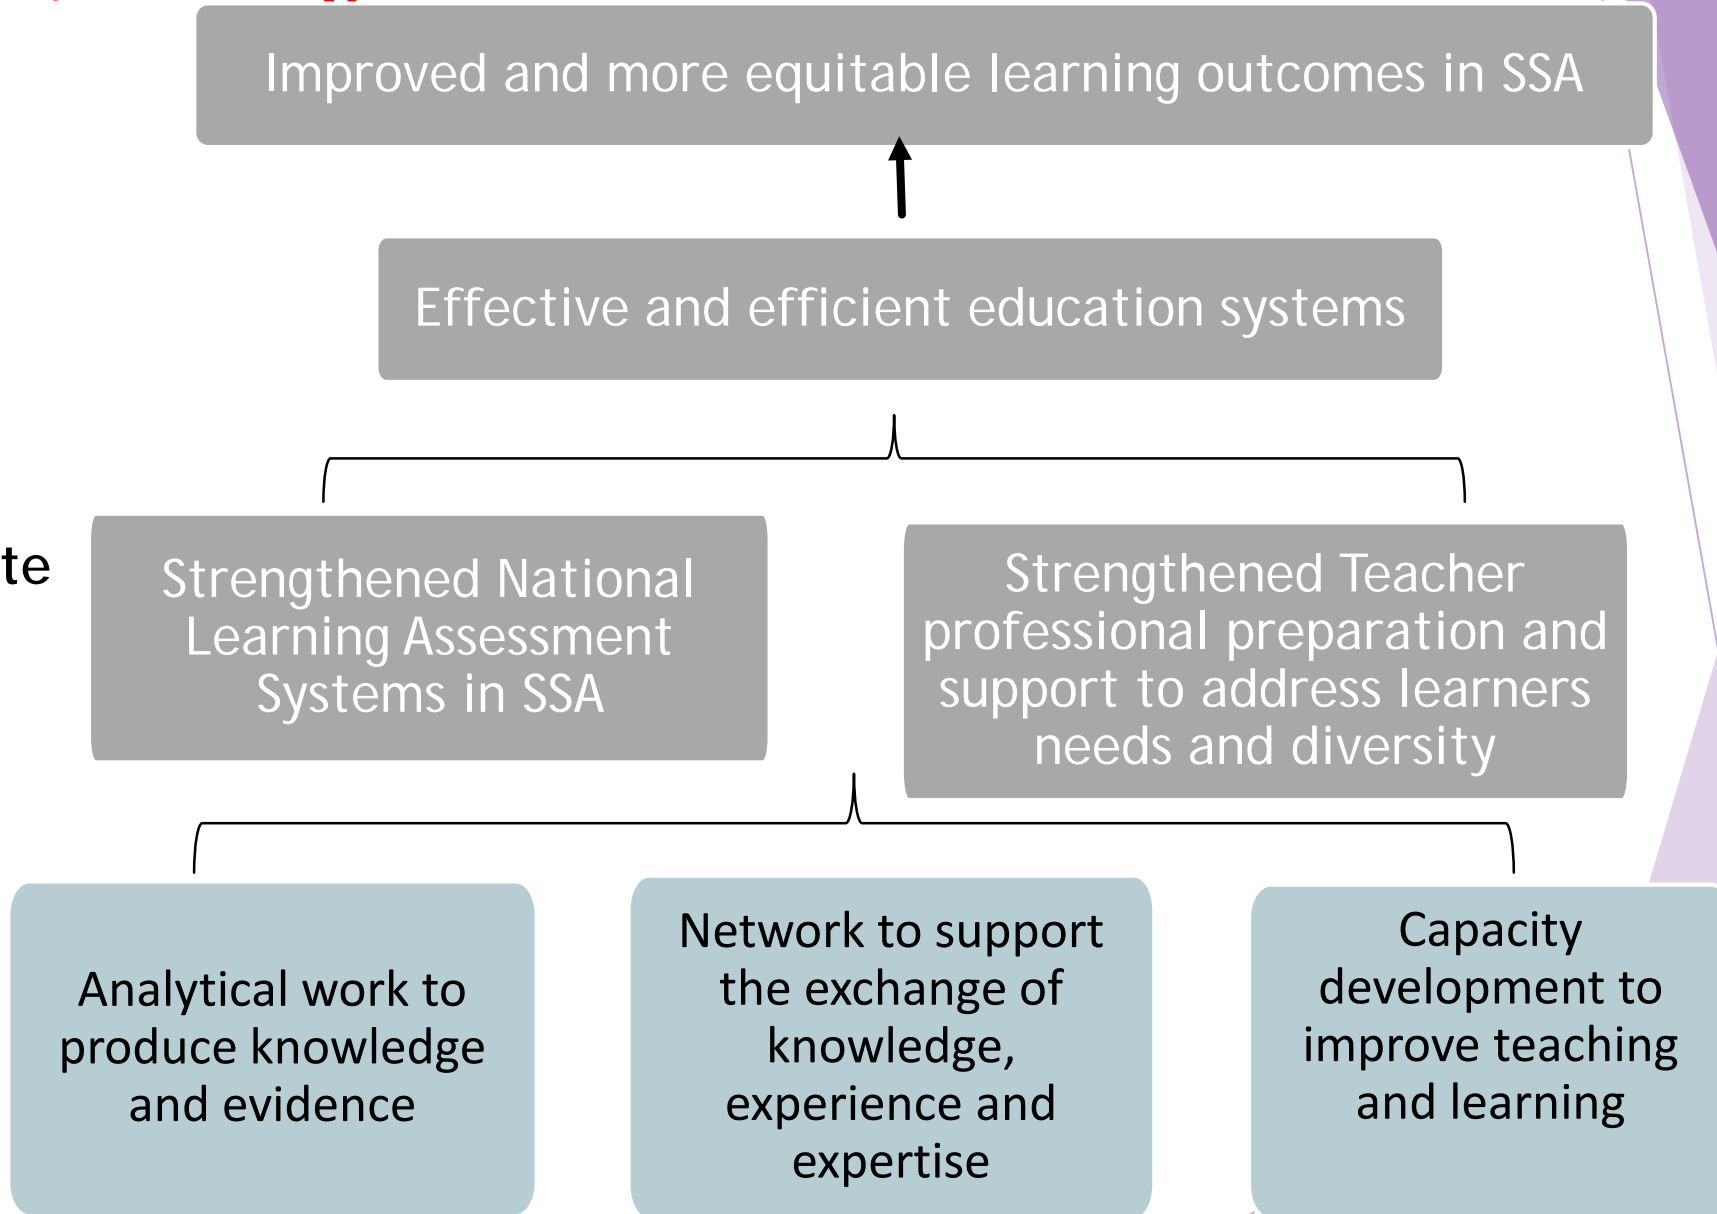 Improved and more equitable learning outcomes in SSA
Effective and efficient education systems
te
Strengthened National
Learning Assessment
Systems in SSA
Strengthened Teacher
professional preparation and
support to address learners
needs and diversity
Analytical work to
produce knowledge
and evidence
Network to support
the exchange of
knowledge,
experience and
expertise
Capacity
development to
improve teaching
and learning